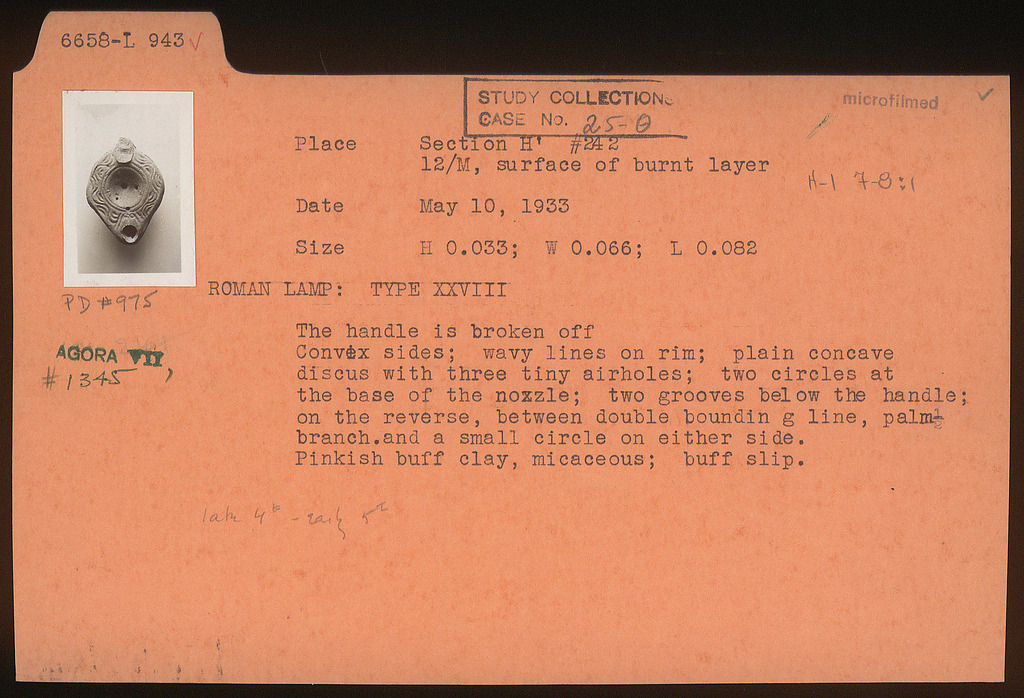 6658-L 943 ✓
STUDY COLLECTION
CASE No. 25-θ
microfilmed ✓
Place Section H' #242
12/M, surface of burnt layer
H-1 7-8:1
Date May 10, 1933
Size H 0.033; W 0.066; L 0.082
ROMAN LAMP: TYPE XXVIII
PD #975
The handle is broken off
Convex sides; wavy lines on rim; plain concave
discus with three tiny airholes; two circles at
the base of the nozzle; two grooves below the handle;
on the reverse, between double boundin g line, palm-
branch.and a small circle on either side.
Pinkish buff clay, micaceous; buff slip.
AGORA VII,
#1345
late 4th - early 5th